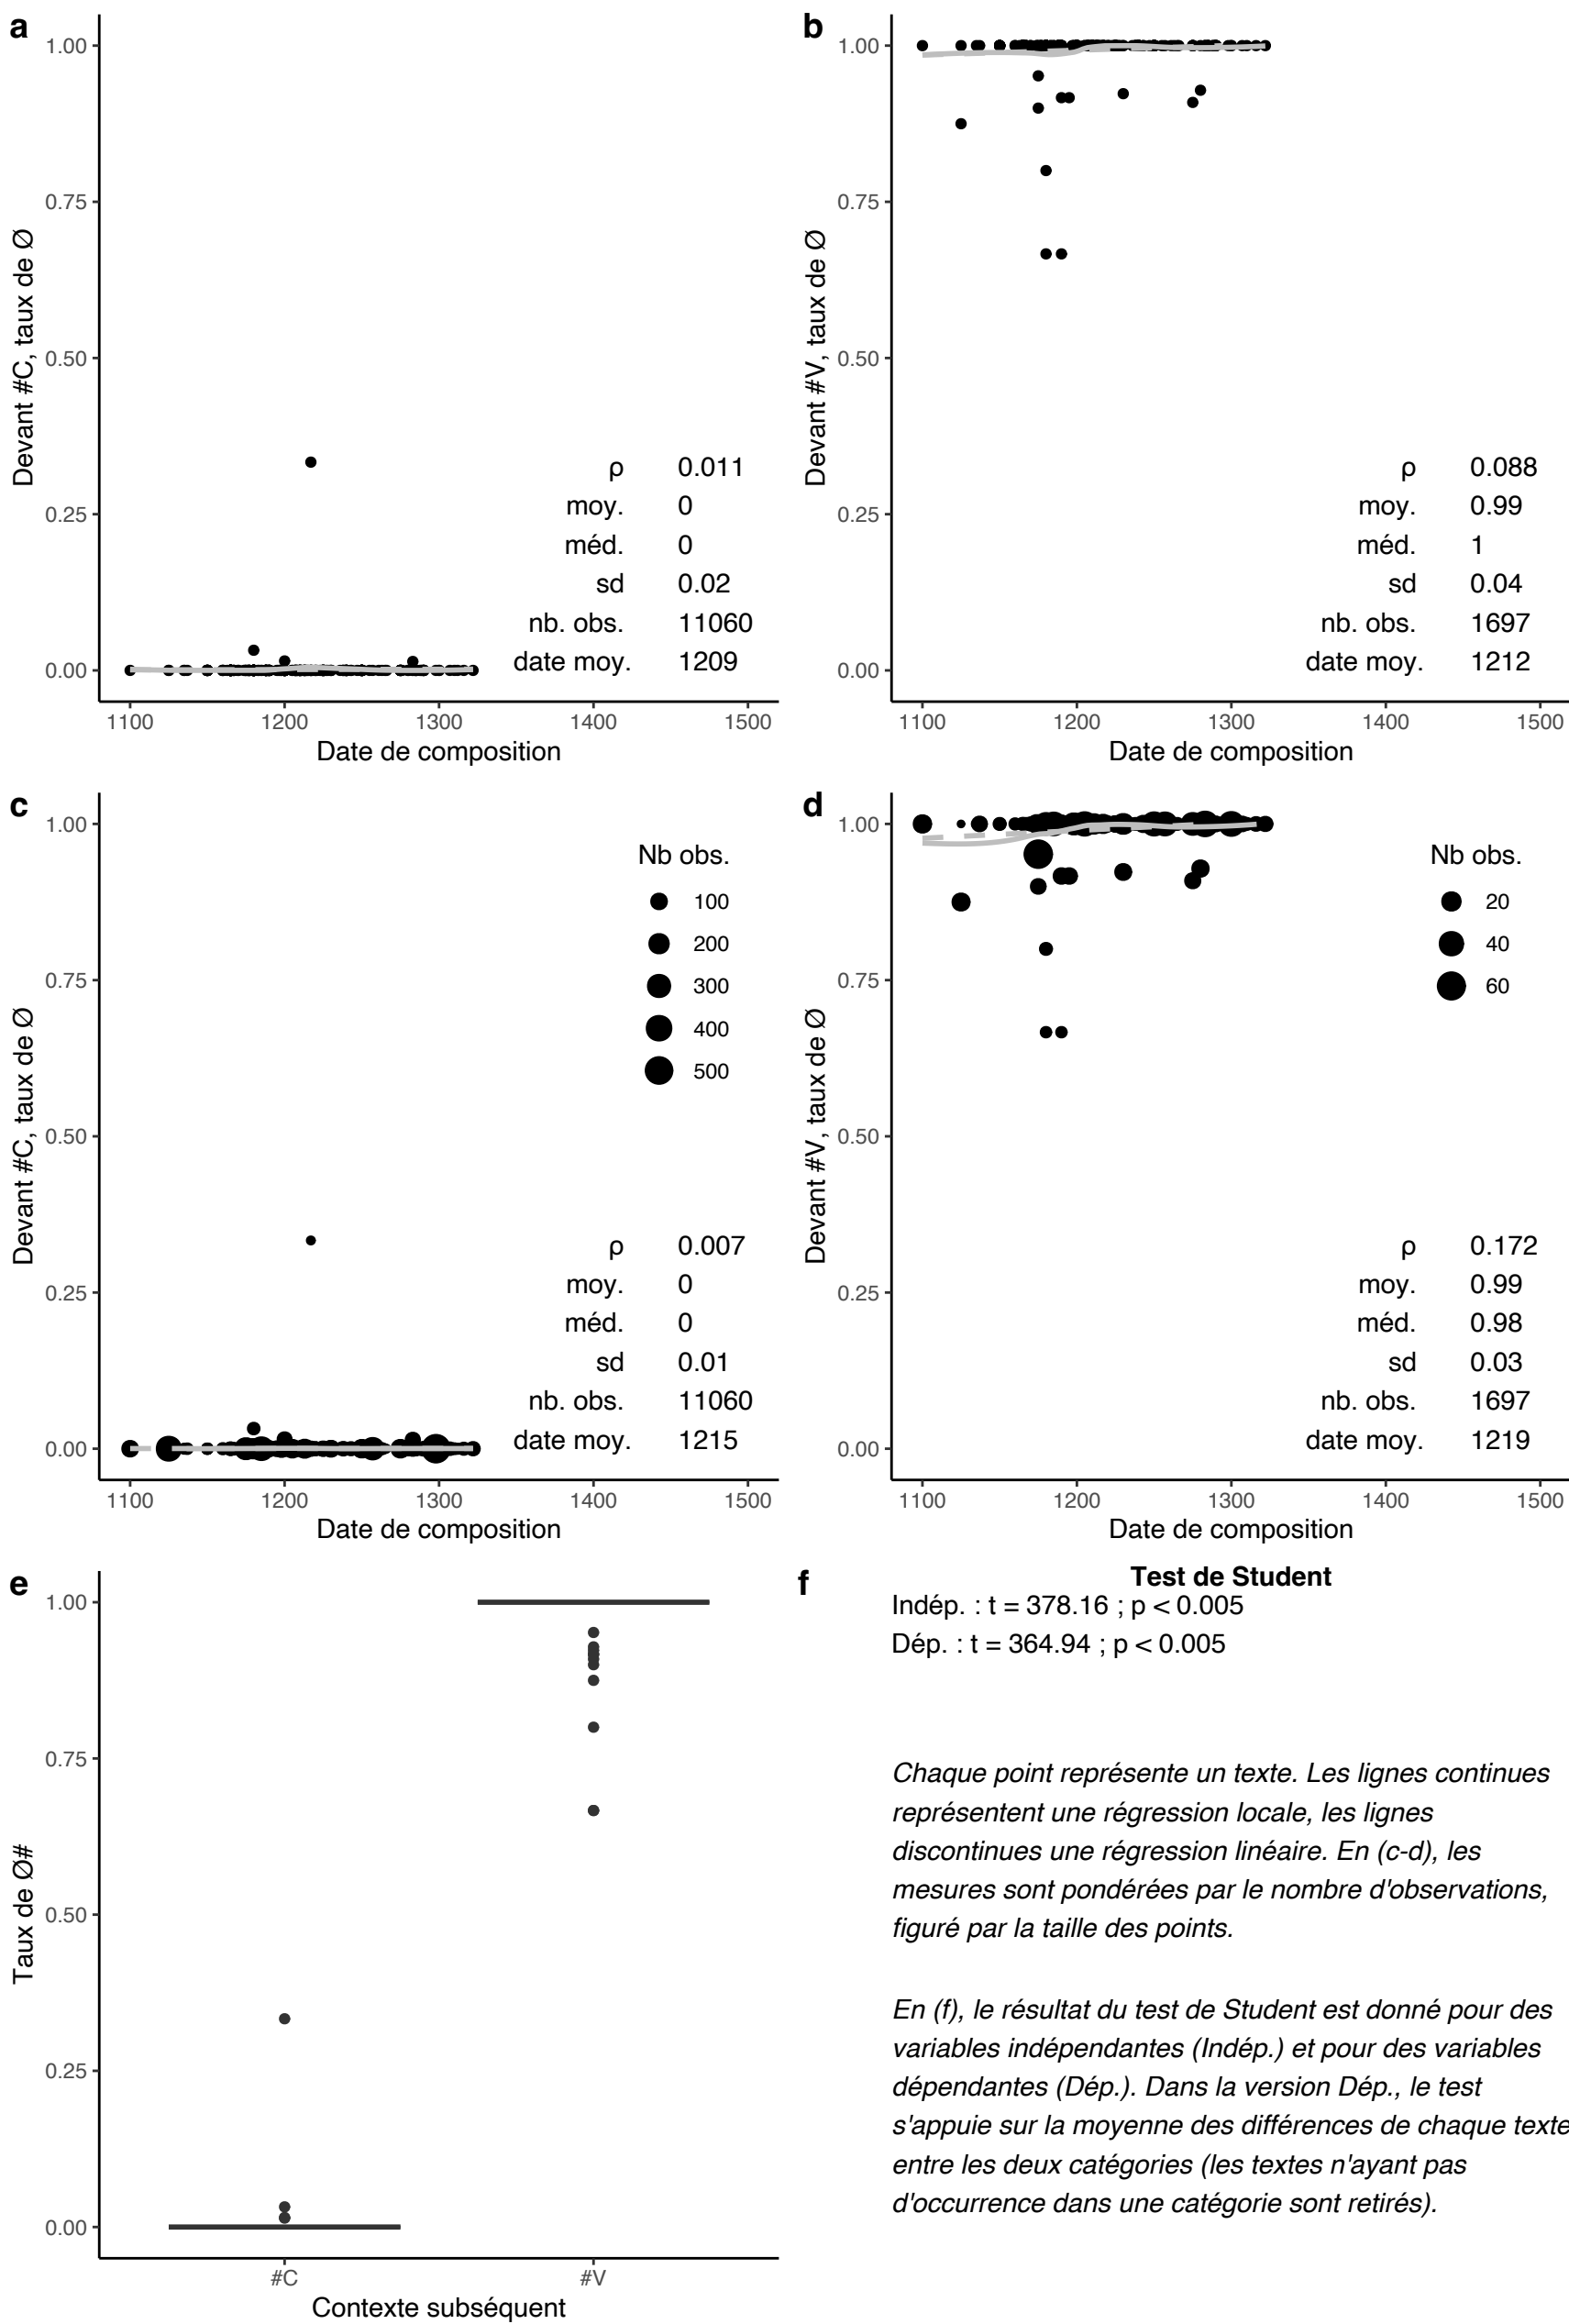 a
1.00
0.75
0.50
0.25
0.00
Devant #C, taux de Ø
ρ 0.011
moy. 0
méd. 0
sd 0.02
nb. obs. 11060
date moy. 1209
1100 1200 1300 1400 1500
Date de composition
b
1.00
0.75
0.50
0.25
0.00
Devant #V, taux de Ø
ρ 0.088
moy. 0.99
méd. 1
sd 0.04
nb. obs. 1697
date moy. 1212
1100 1200 1300 1400 1500
Date de composition
c
1.00
0.75
0.50
0.25
0.00
Devant #C, taux de Ø
Nb obs.
100
200
300
400
500
ρ 0.007
moy. 0
méd. 0
sd 0.01
nb. obs. 11060
date moy. 1215
1100 1200 1300 1400 1500
Date de composition
d
1.00
0.75
0.50
0.25
0.00
Devant #V, taux de Ø
Nb obs.
20
40
60
ρ 0.172
moy. 0.99
méd. 0.98
sd 0.03
nb. obs. 1697
date moy. 1219
1100 1200 1300 1400 1500
Date de composition
e
1.00
0.75
0.50
0.25
0.00
Taux de Ø#
#C #V
Contexte subséquent
f
Test de Student
Indép. : t = 378.16 ; p < 0.005
Dép. : t = 364.94 ; p < 0.005
Chaque point représente un texte. Les lignes continues
représentent une régression locale, les lignes
discontinues une régression linéaire. En (c-d), les
mesures sont pondérées par le nombre d'observations,
figuré par la taille des points.
En (f), le résultat du test de Student est donné pour des
variables indépendantes (Indép.) et pour des variables
dépendantes (Dép.). Dans la version Dép., le test
s'appuie sur la moyenne des différences de chaque texte
entre les deux catégories (les textes n'ayant pas
d'occurrence dans une catégorie sont retirés).